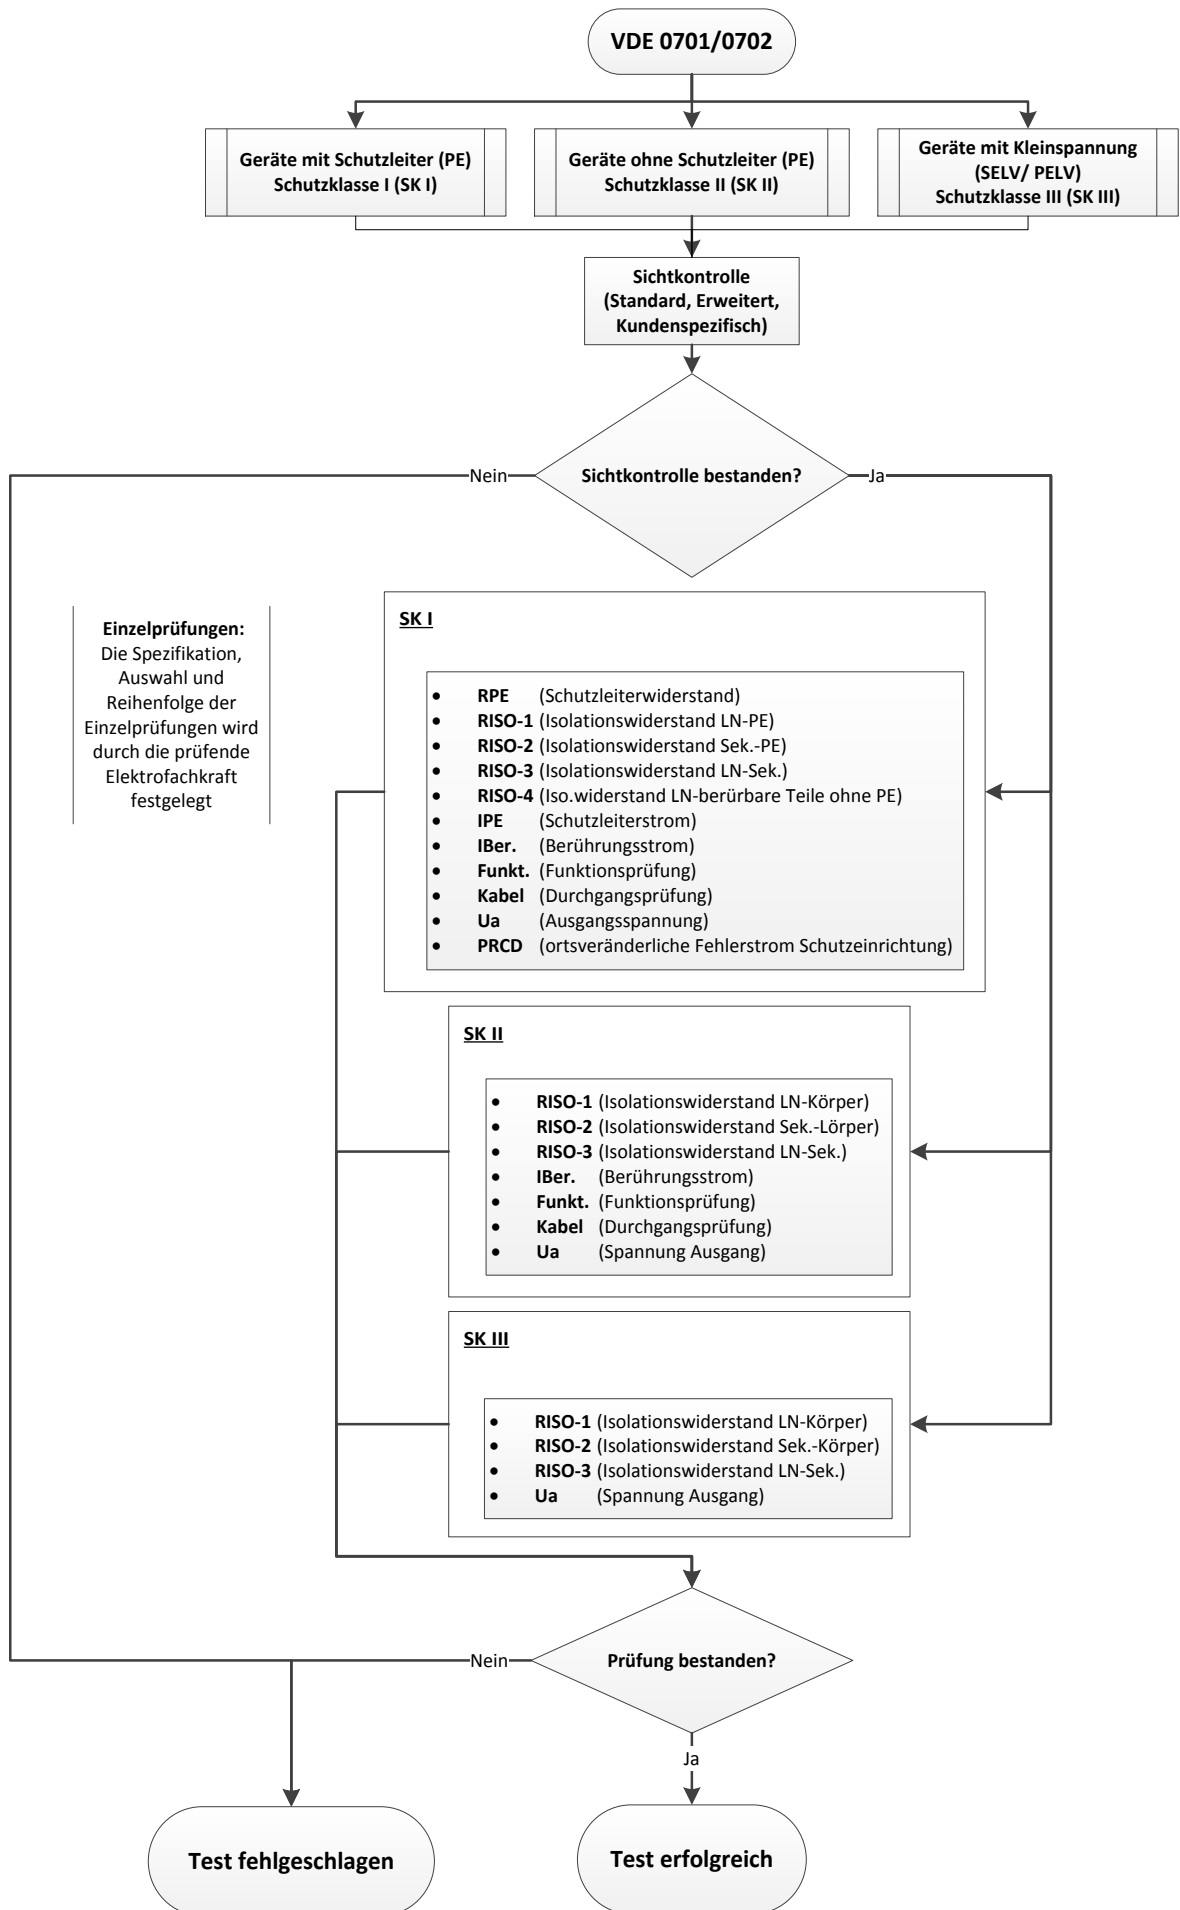 VDE 0701/0702
Geräte mit Schutzleiter (PE)
Schutzklasse I (SK I)
Geräte ohne Schutzleiter (PE)
Schutzklasse II (SK II)
Geräte mit Kleinspannung
(SELV/ PELV)
Schutzklasse III (SK III)
Sichtkontrolle
(Standard, Erweitert,
Kundenspezifisch)
Nein
Sichtkontrolle bestanden?
Ja
Einzelprüfungen:
Die Spezifikation,
Auswahl und
Reihenfolge der
Einzelprüfungen wird
durch die prüfende
Elektrofachkraft
festgelegt
SK I
• RPE (Schutzleiterwiderstand)
• RISO-1 (Isolationswiderstand LN-PE)
• RISO-2 (Isolationswiderstand Sek.-PE)
• RISO-3 (Isolationswiderstand LN-Sek.)
• RISO-4 (Iso.widerstand LN-berürbare Teile ohne PE)
• IPE (Schutzleiterstrom)
• IBer. (Berührungsstrom)
• Funkt. (Funktionsprüfung)
• Kabel (Durchgangsprüfung)
• Ua (Ausgangsspannung)
• PRCD (ortsveränderliche Fehlerstrom Schutzeinrichtung)
SK II
• RISO-1 (Isolationswiderstand LN-Körper)
• RISO-2 (Isolationswiderstand Sek.-Lörper)
• RISO-3 (Isolationswiderstand LN-Sek.)
• IBer. (Berührungsstrom)
• Funkt. (Funktionsprüfung)
• Kabel (Durchgangsprüfung)
• Ua (Spannung Ausgang)
SK III
• RISO-1 (Isolationswiderstand LN-Körper)
• RISO-2 (Isolationswiderstand Sek.-Körper)
• RISO-3 (Isolationswiderstand LN-Sek.)
• Ua (Spannung Ausgang)
Nein
Prüfung bestanden?
Ja
Test fehlgeschlagen
Test erfolgreich